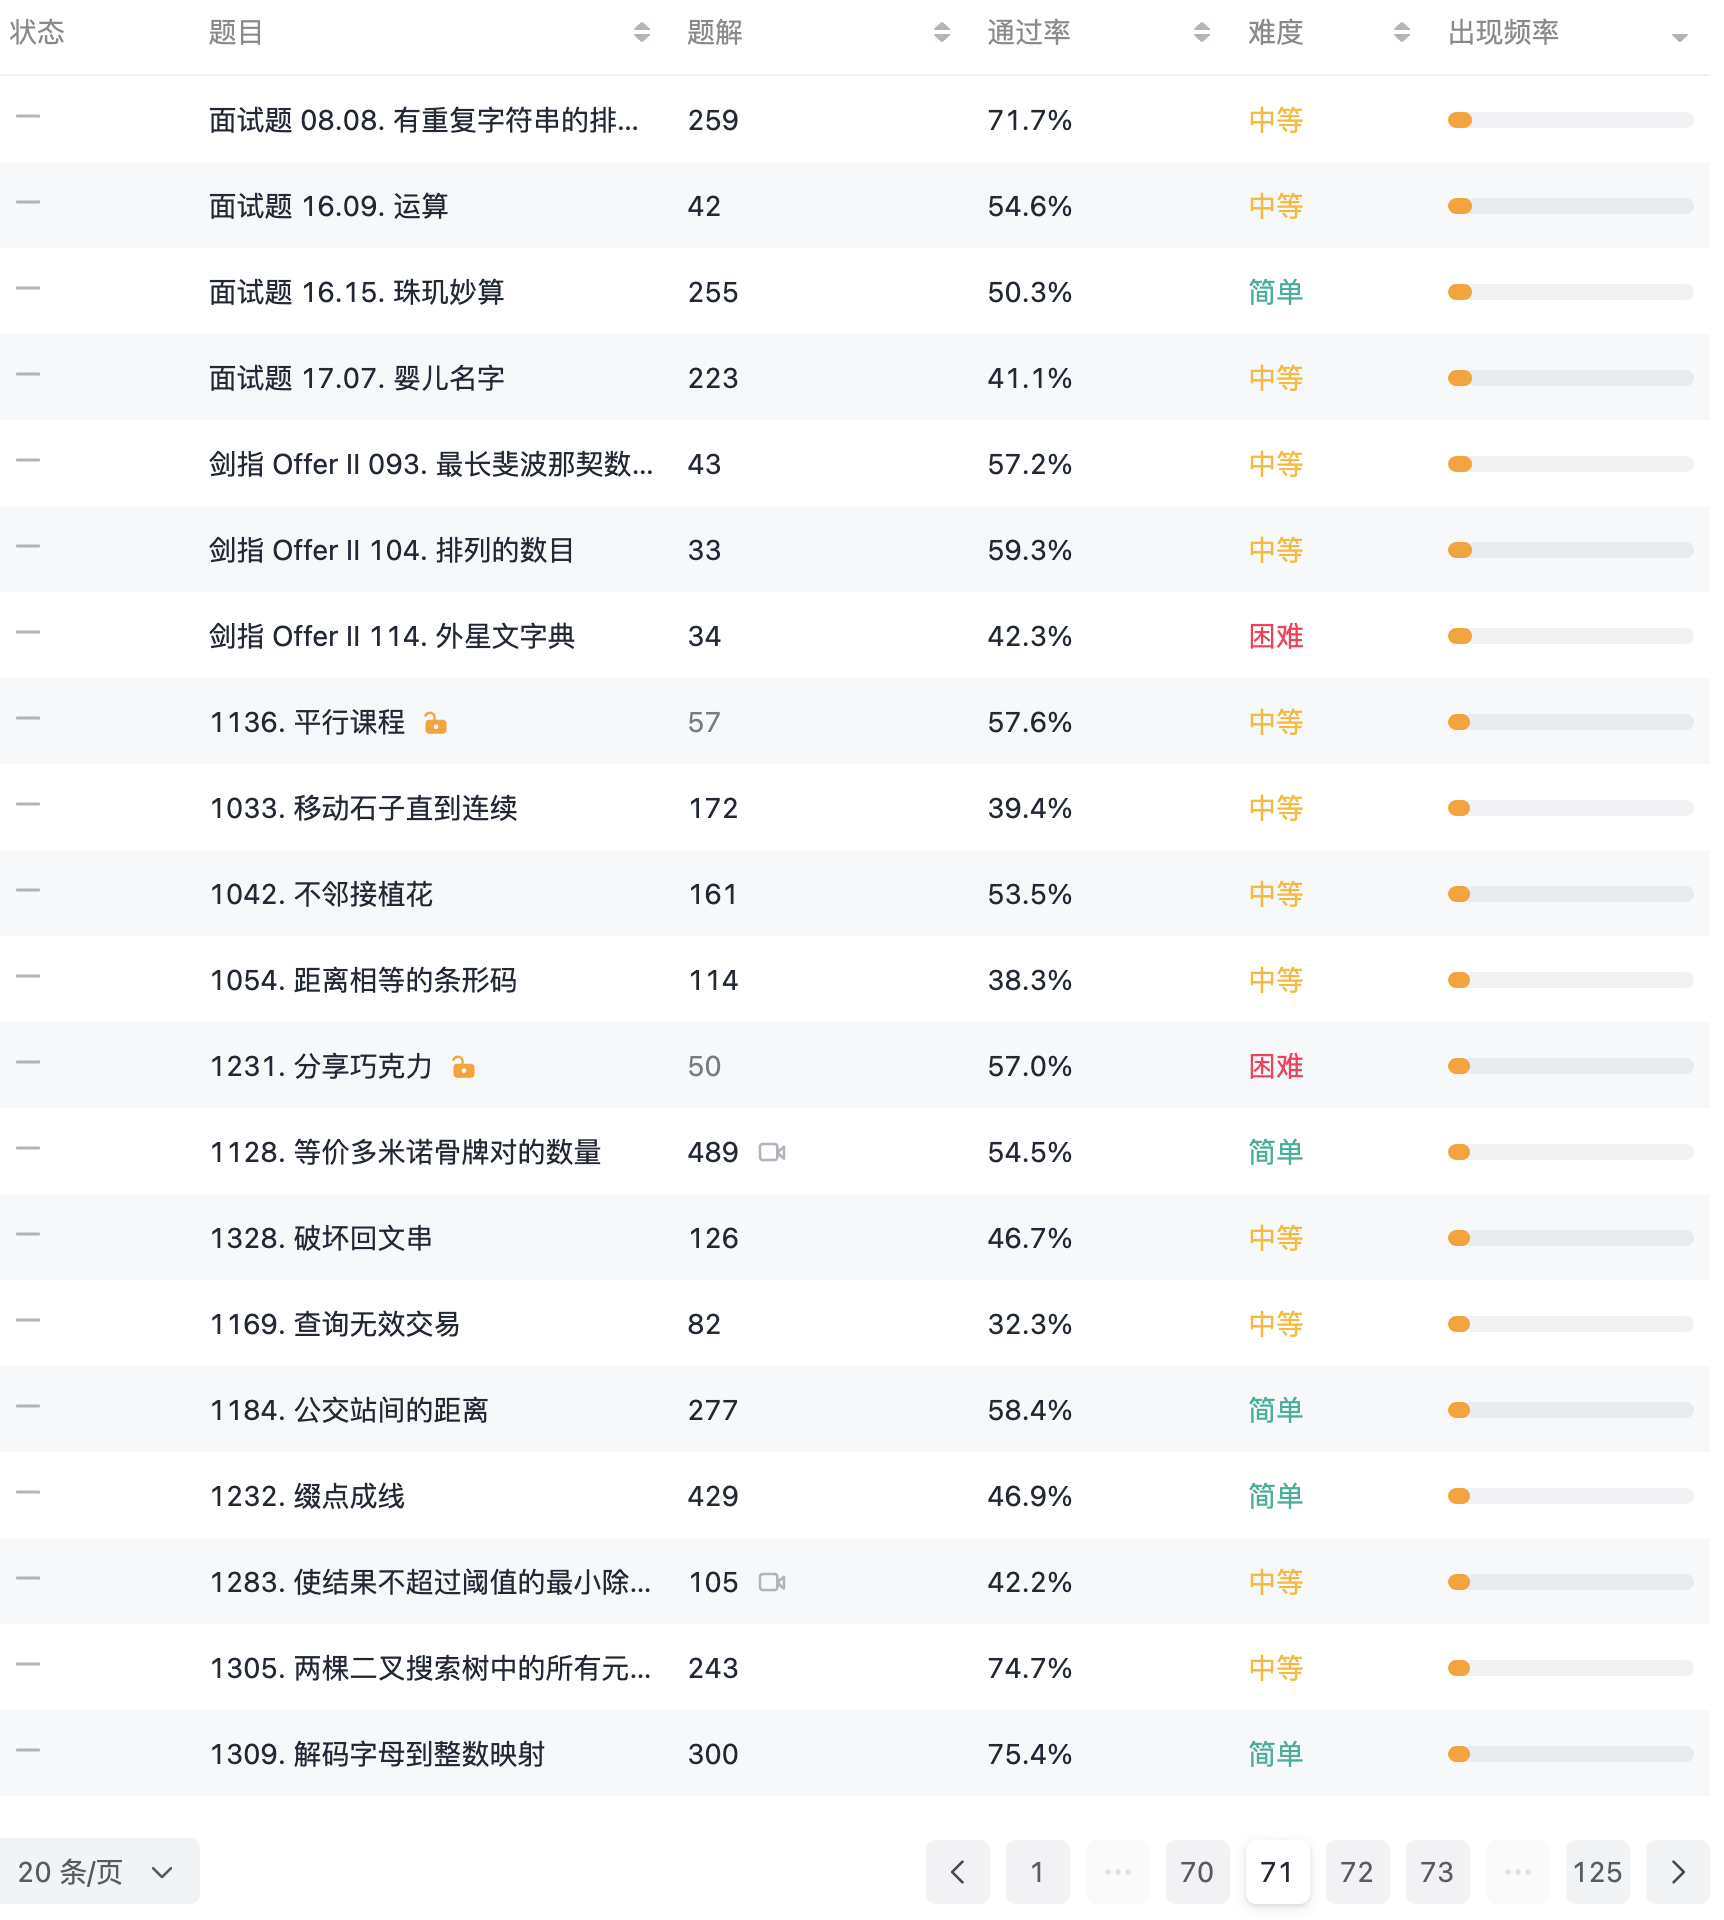 状态 题目 题解 通过率 难度 出现频率
面试题 08.08. 有重复字符串的排... 259 71.7% 中等
面试题 16.09. 运算 42 54.6% 中等
面试题 16.15. 珠玑妙算 255 50.3% 简单
面试题 17.07. 婴儿名字 223 41.1% 中等
剑指 Offer II 093. 最长斐波那契数... 43 57.2% 中等
剑指 Offer II 104. 排列的数目 33 59.3% 中等
剑指 Offer II 114. 外星文字典 34 42.3% 困难
1136. 平行课程 57 57.6% 中等
1033. 移动石子直到连续 172 39.4% 中等
1042. 不邻接植花 161 53.5% 中等
1054. 距离相等的条形码 114 38.3% 中等
1231. 分享巧克力 50 57.0% 困难
1128. 等价多米诺骨牌对的数量 489 54.5% 简单
1328. 破坏回文串 126 46.7% 中等
1169. 查询无效交易 82 32.3% 中等
1184. 公交站间的距离 277 58.4% 简单
1232. 缀点成线 429 46.9% 简单
1283. 使结果不超过阈值的最小除... 105 42.2% 中等
1305. 两棵二叉搜索树中的所有元... 243 74.7% 中等
1309. 解码字母到整数映射 300 75.4% 简单
20 条/页 1 ... 70 71 72 73 ... 125